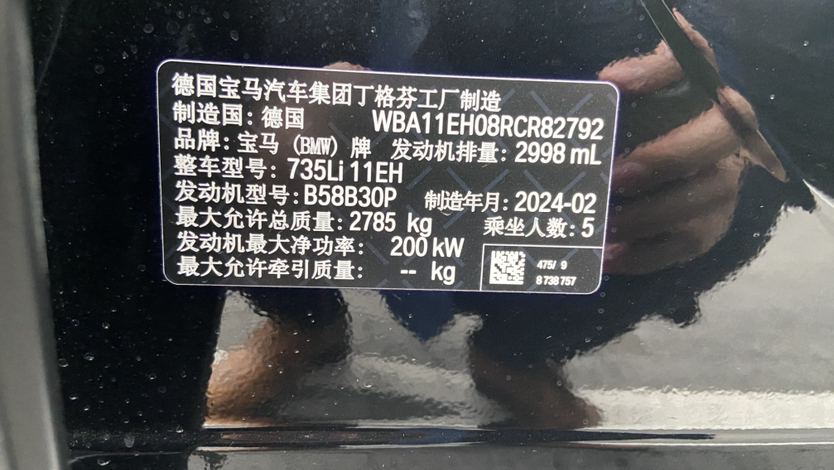 德国宝马汽车集团丁格芬工厂制造
制造国: 德国 WBA11EH08RCR82792
品牌: 宝马 (BMW) 牌 发动机排量: 2998 mL
整车型号: 735Li 11EH
发动机型号: B58B30P 制造年月: 2024-02
最大允许总质量: 2785 kg 乘坐人数: 5
发动机最大净功率: 200 kW
最大允许牵引质量: -- kg
475/ 9
8 738 757